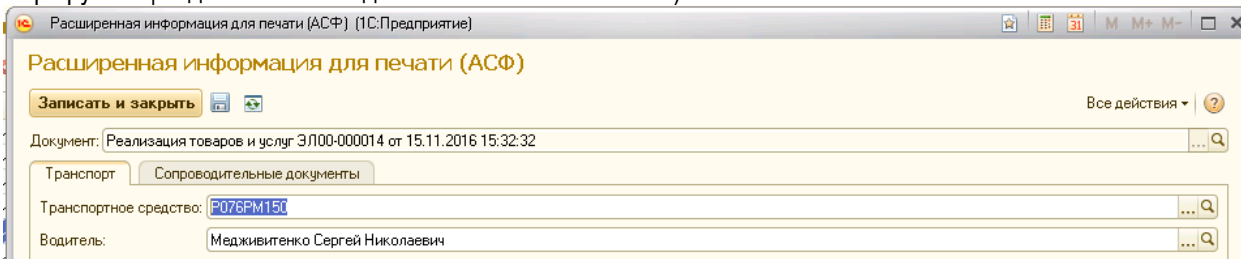 Расширенная информация для печати (АСФ) (1С:Предприятие) 31 M M+ M-
Расширенная информация для печати (АСФ)
Записать и закрыть Все действия ?
Документ: Реализация товаров и услуг ЭЛ00-000014 от 15.11.2016 15:32:32 ...
Транспорт Сопроводительные документы
Транспортное средство: Р076РМ150 ...
Водитель: Медживитенко Сергей Николаевич ...